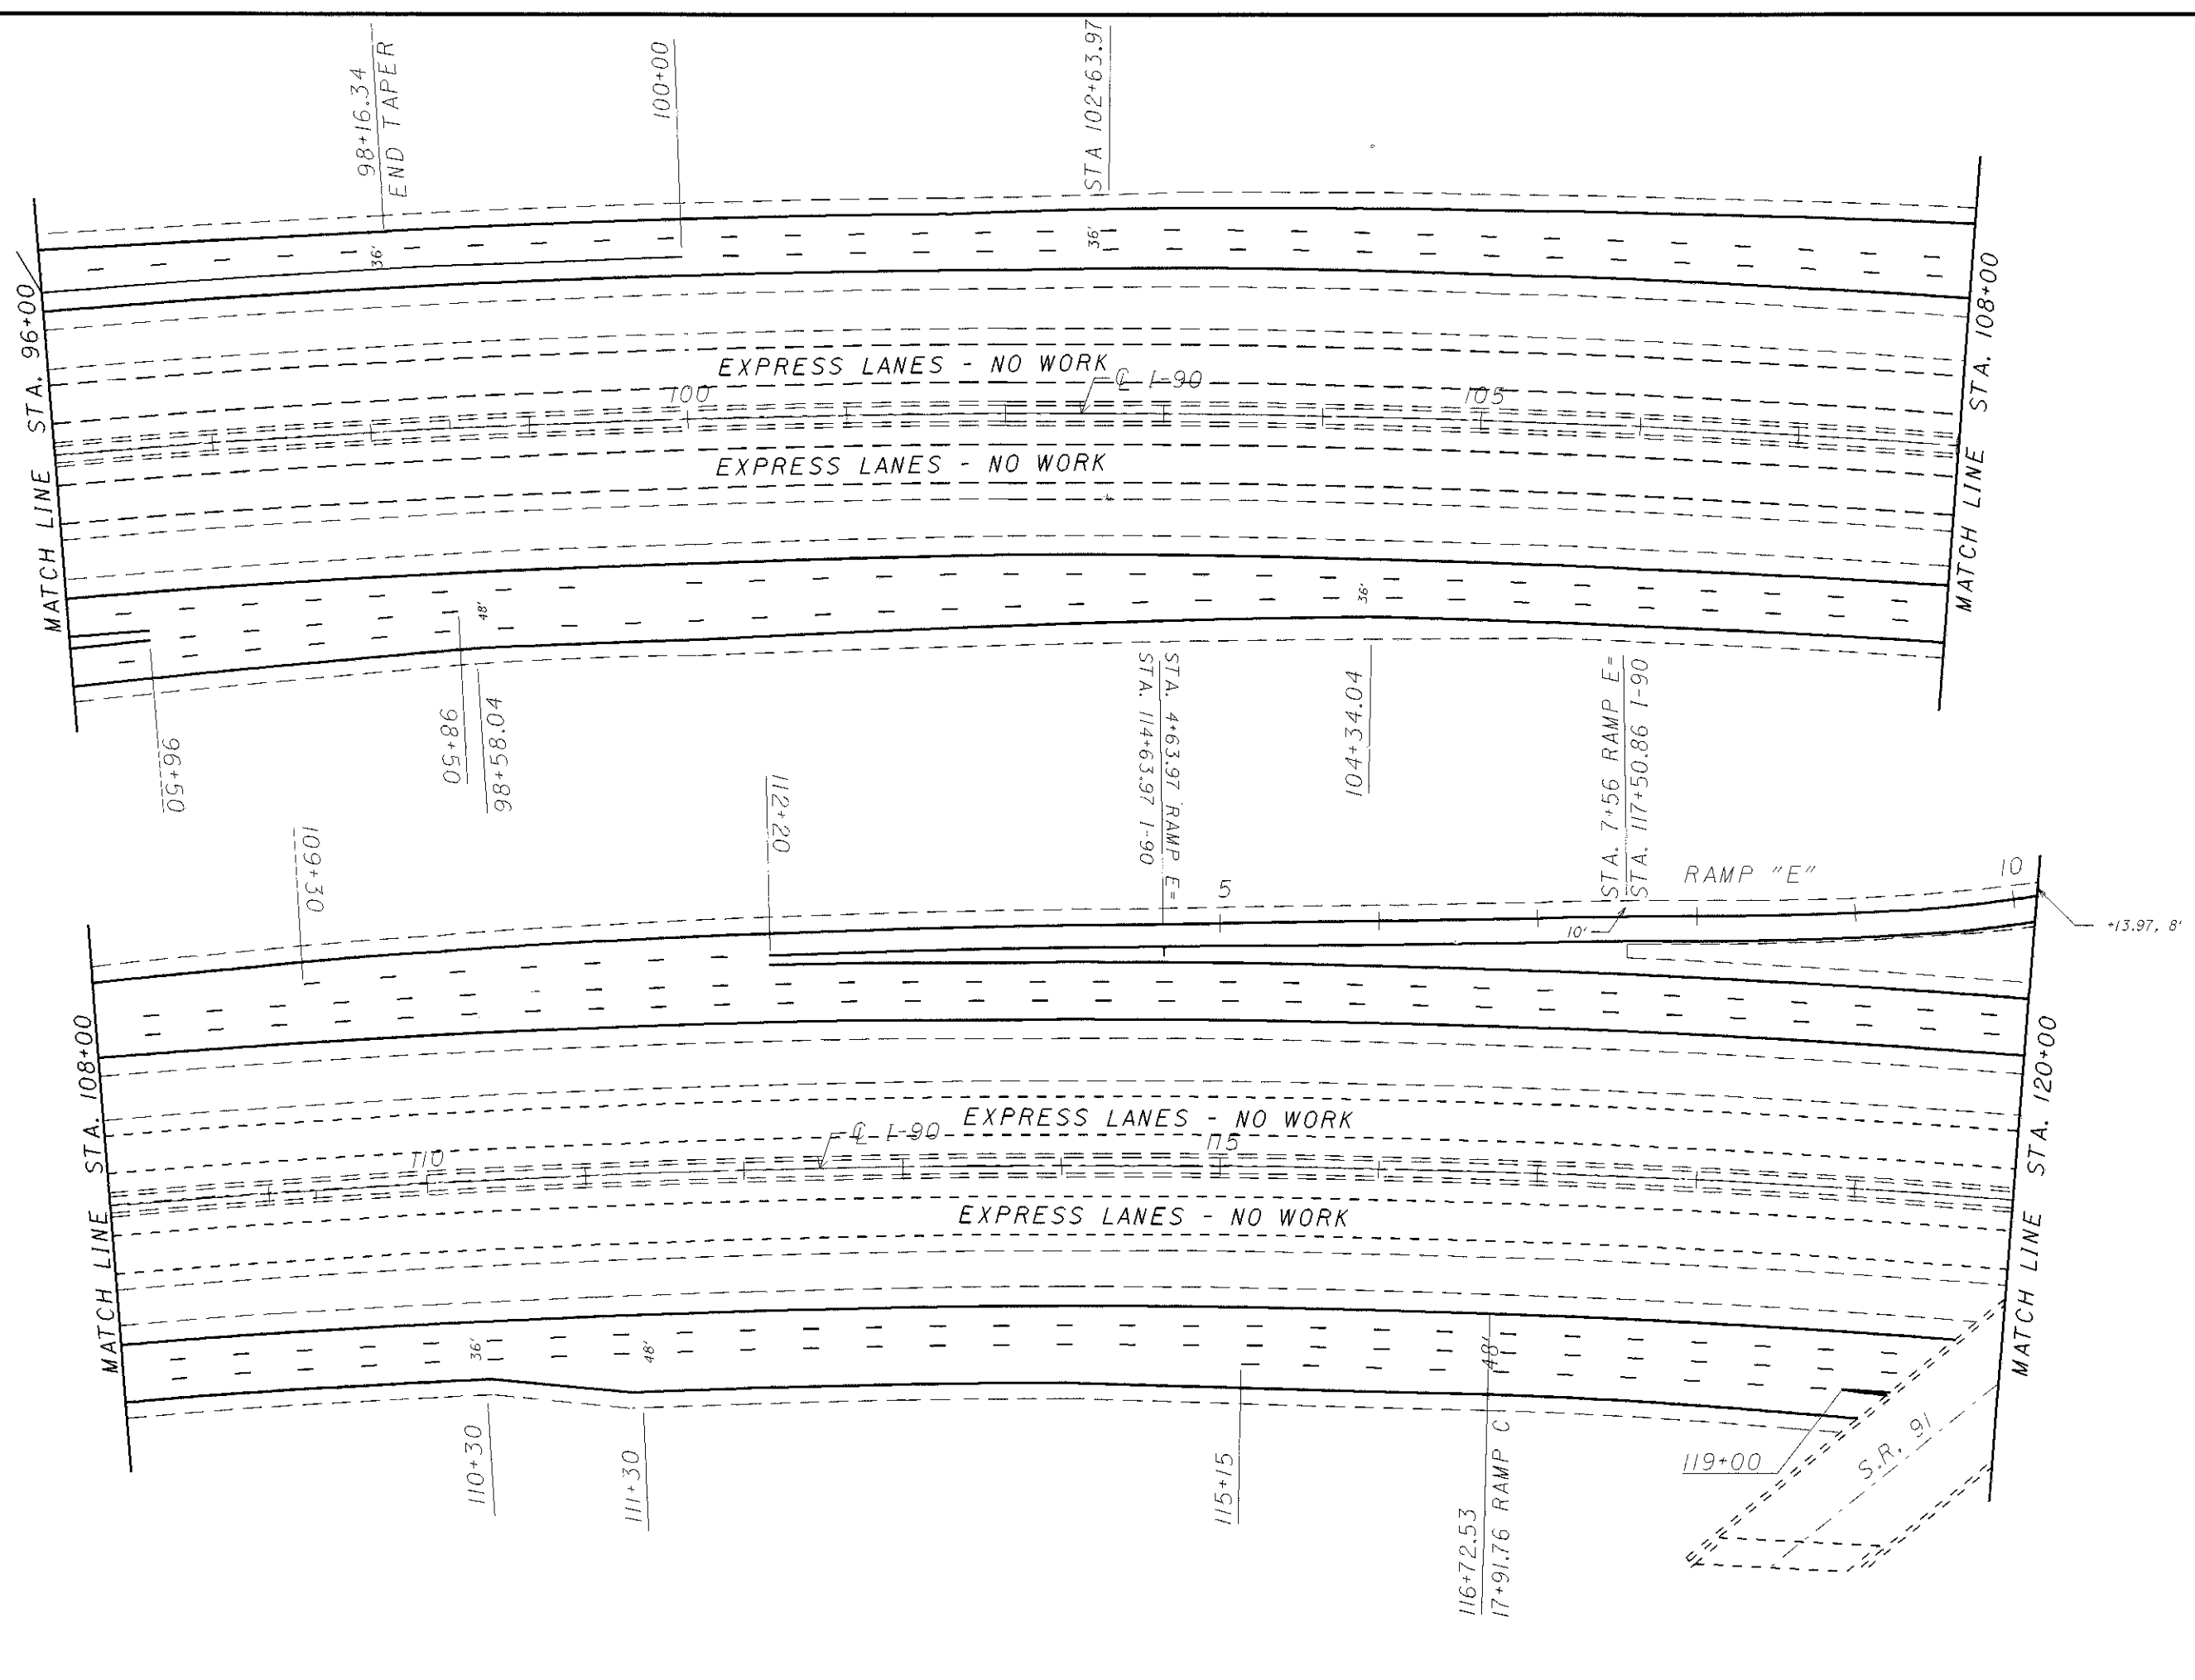 98+16.34
END TAPER
100+00
STA 102+63.97
36'
36'
MATCH LINE STA. 96+00
MATCH LINE STA. 108+00
EXPRESS LANES - NO WORK
℄ I-90
100
105
EXPRESS LANES - NO WORK
48'
36'
96+50
98+50
98+58.04
STA. 4+63.97 RAMP E=
STA. 114+63.97 I-90
104+34.04
STA. 7+56 RAMP E=
STA. 117+50.86 I-90
109+30
112+20
5
RAMP "E"
10
10'
+13.97, 8'
MATCH LINE STA. 108+00
MATCH LINE STA. 120+00
EXPRESS LANES - NO WORK
℄ I-90
110
115
EXPRESS LANES - NO WORK
36'
48'
48'
110+30
111+30
115+15
116+72.53
17+91.76 RAMP C
119+00
S.R. 91